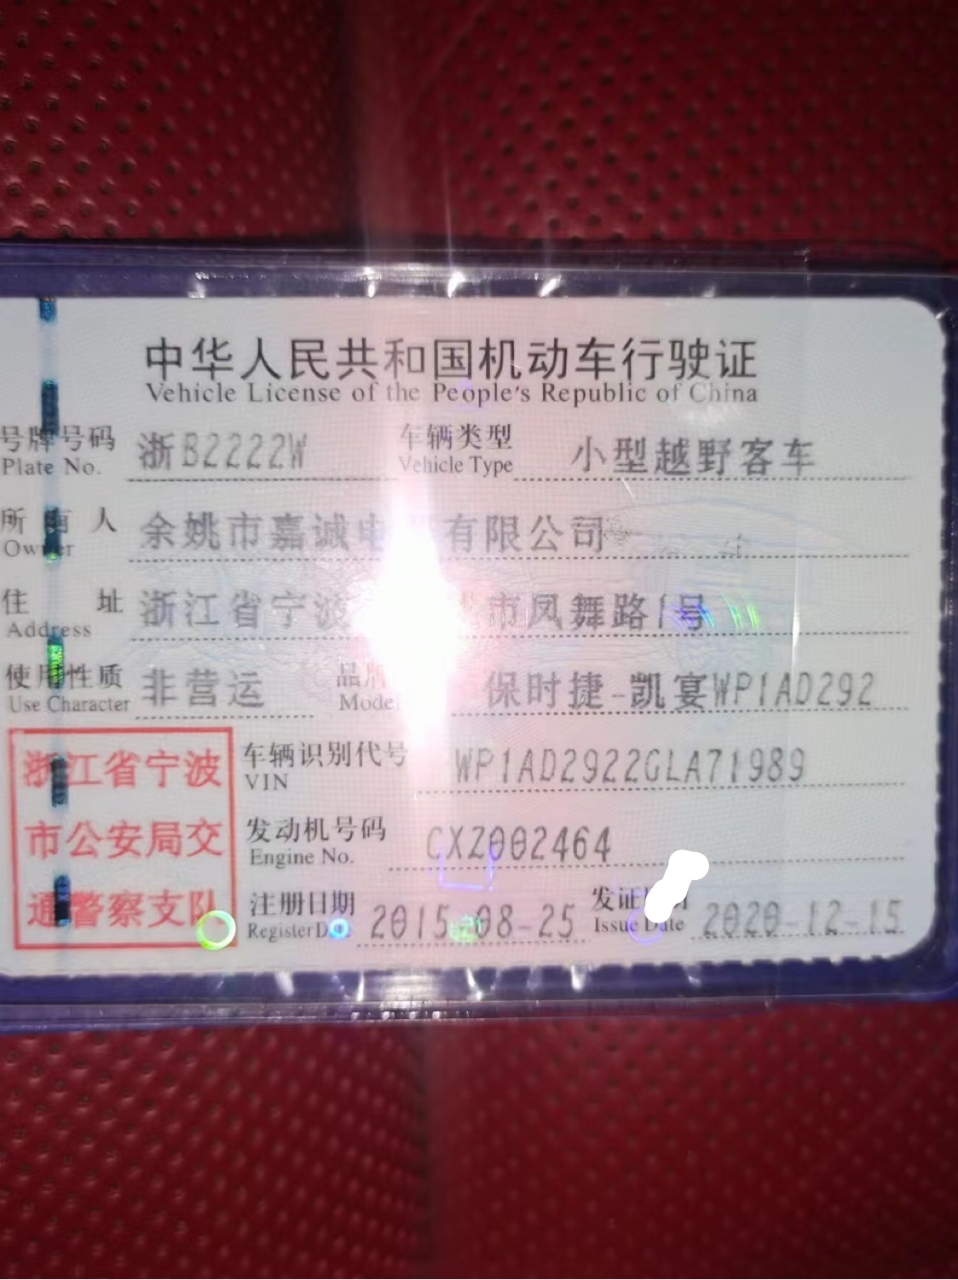 中华人民共和国机动车行驶证
Vehicle License of the People's Republic of China
号牌号码 浙B2222W 车辆类型 小型越野客车
Plate No. Vehicle Type
所有人 余姚市嘉诚电 有限公司
Owner
住址 浙江省宁波 市凤舞路1号
Address
使用性质 非营运 品牌 保时捷-凯宴WP1AD292
Use Character Model
浙江省宁波
市公安局交
通警察支队
车辆识别代号 WP1AD2922GLA71989
VIN
发动机号码 CXZ002464
Engine No.
注册日期 2015-08-25 发证 2020-12-15
Register Issue Date